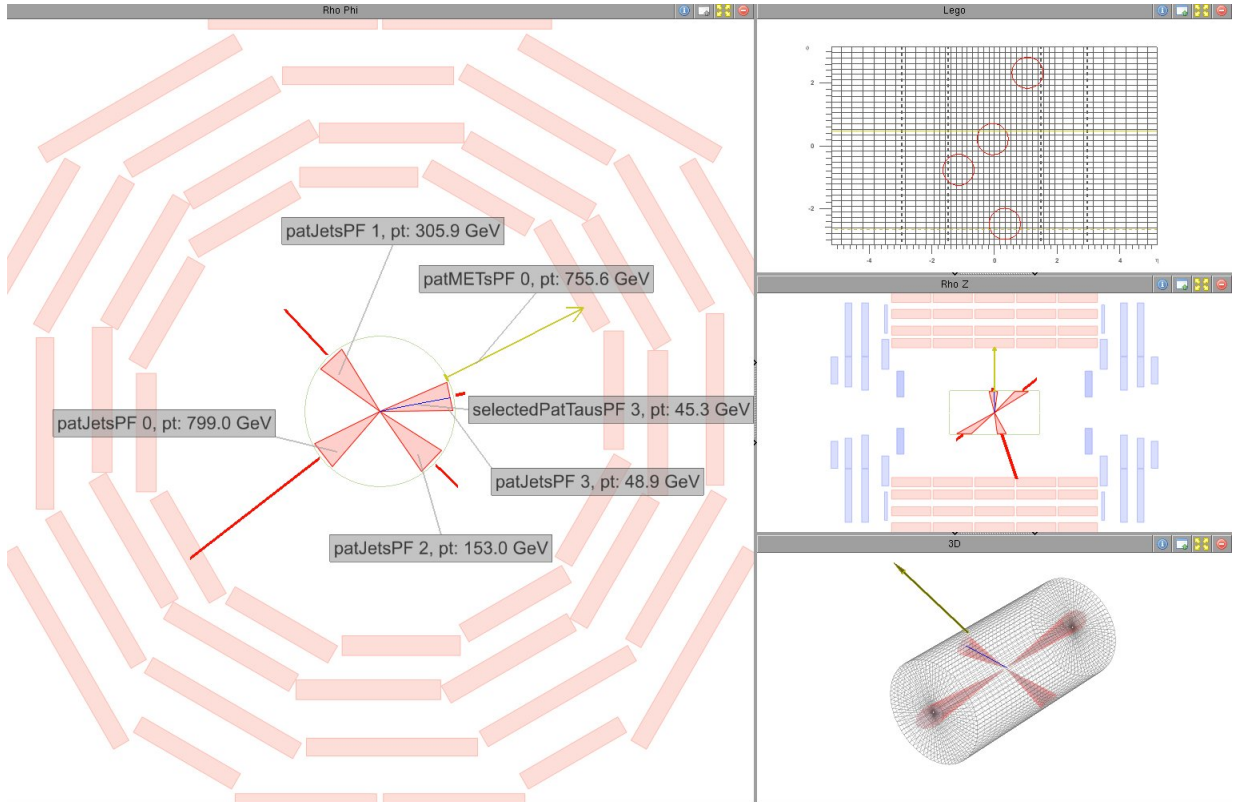 Rho Phi
patJetsPF 1, pt: 305.9 GeV
patMETsPF 0, pt: 755.6 GeV
selectedPatTausPF 3, pt: 45.3 GeV
patJetsPF 0, pt: 799.0 GeV
patJetsPF 3, pt: 48.9 GeV
patJetsPF 2, pt: 153.0 GeV
Lego
2
0
-2
-4
-2
0
2
4
η
Rho Z
3D